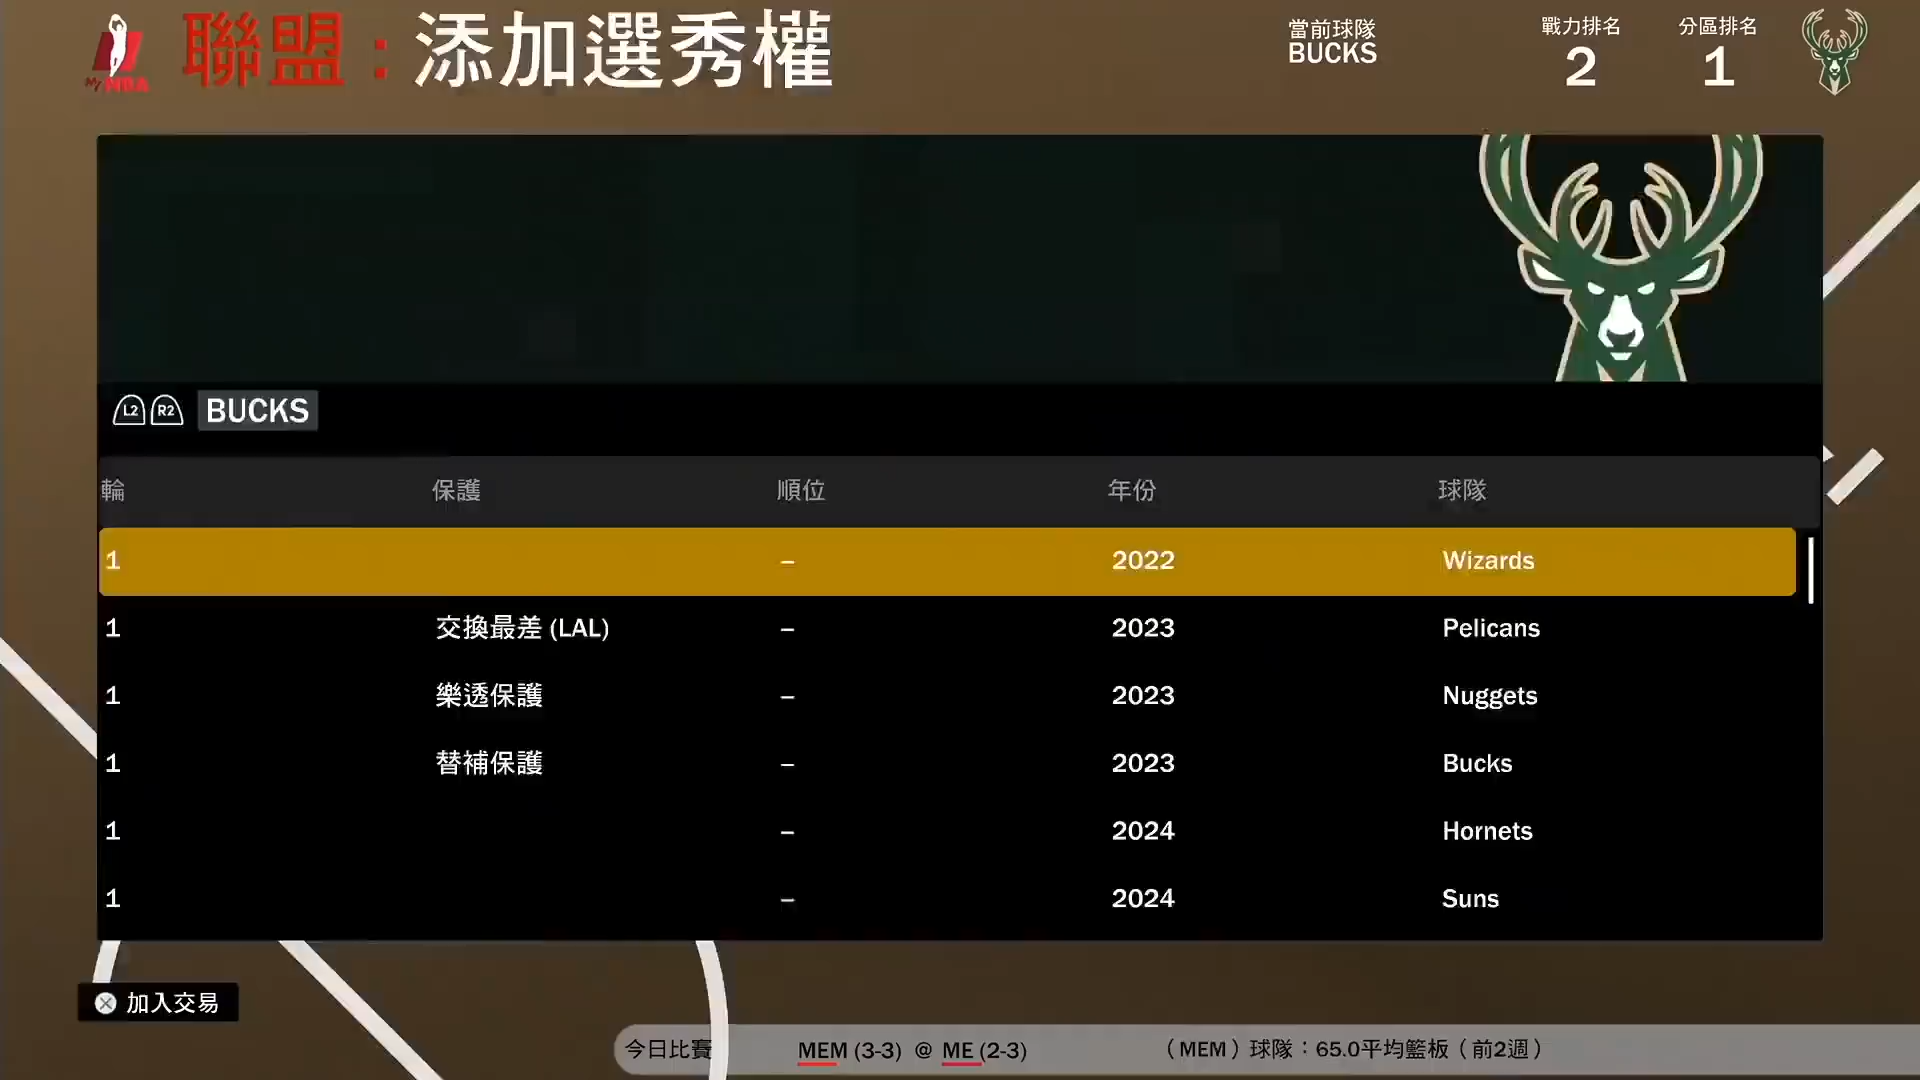 My NBA
聯盟：添加選秀權
當前球隊
BUCKS
戰力排名
2
分區排名
1
L2 R2 BUCKS
輪 保護 順位 年份 球隊
1 – 2022 Wizards
1 交換最差 (LAL) – 2023 Pelicans
1 樂透保護 – 2023 Nuggets
1 替補保護 – 2023 Bucks
1 – 2024 Hornets
1 – 2024 Suns
加入交易
今日比賽 MEM (3-3) @ ME (2-3) （MEM）球隊：65.0平均籃板（前2週）